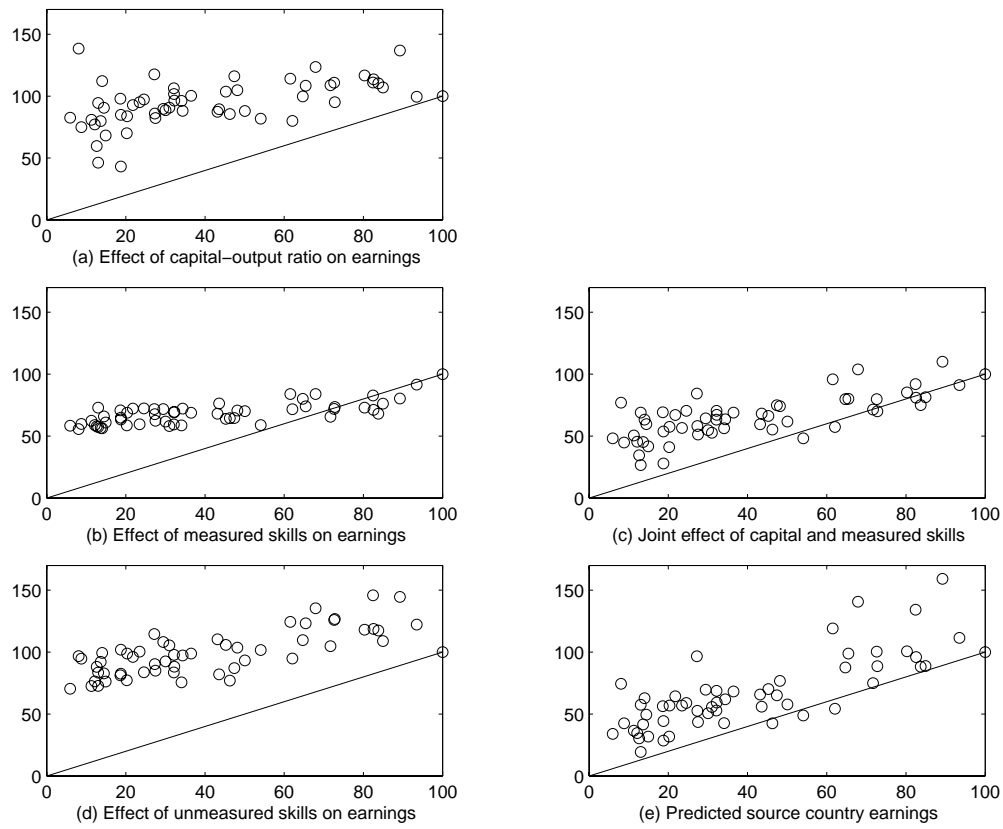 150
100
50
0
0 20 40 60 80 100
(a) Effect of capital−output ratio on earnings
150
100
50
0
0 20 40 60 80 100
(b) Effect of measured skills on earnings
150
100
50
0
0 20 40 60 80 100
(c) Joint effect of capital and measured skills
150
100
50
0
0 20 40 60 80 100
(d) Effect of unmeasured skills on earnings
150
100
50
0
0 20 40 60 80 100
(e) Predicted source country earnings